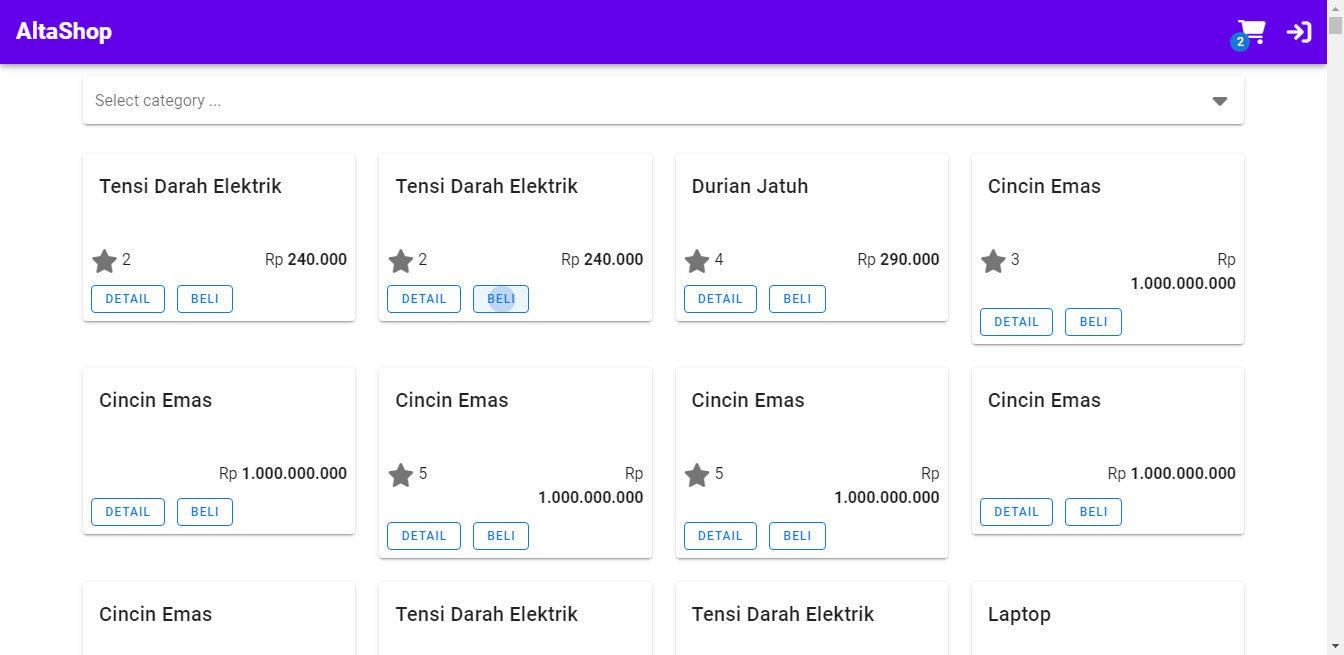 AltaShop
2
Select category ...
Tensi Darah Elektrik
2
Rp 240.000
DETAIL
BELI
Tensi Darah Elektrik
2
Rp 240.000
DETAIL
BELI
Durian Jatuh
4
Rp 290.000
DETAIL
BELI
Cincin Emas
3
Rp
1.000.000.000
DETAIL
BELI
Cincin Emas
Rp 1.000.000.000
DETAIL
BELI
Cincin Emas
5
Rp
1.000.000.000
DETAIL
BELI
Cincin Emas
5
Rp
1.000.000.000
DETAIL
BELI
Cincin Emas
Rp 1.000.000.000
DETAIL
BELI
Cincin Emas
Tensi Darah Elektrik
Tensi Darah Elektrik
Laptop